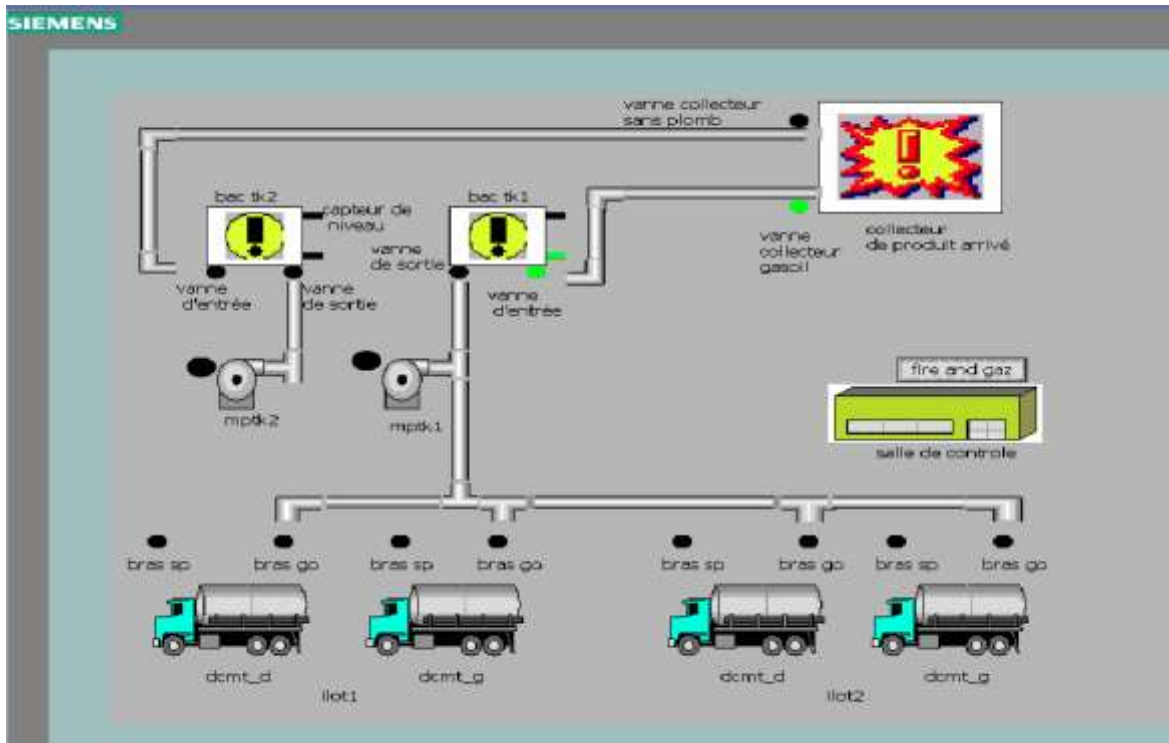 SIEMENS
vanne collecteur
sans plomb
bac tk2
bac tk1
capteur de
niveau
vanne
de sortie
vanne
collecteur
gasoil
collecteur
de produit arrivé
vanne
d'entrée
vanne
de sortie
vanne
d'entrée
fire and gaz
mptk2
mptk1
salle de controle
bras sp
bras go
bras sp
bras go
bras sp
bras go
bras sp
bras go
dcmt_d
dcmt_g
dcmt_d
dcmt_g
ilot1
ilot2